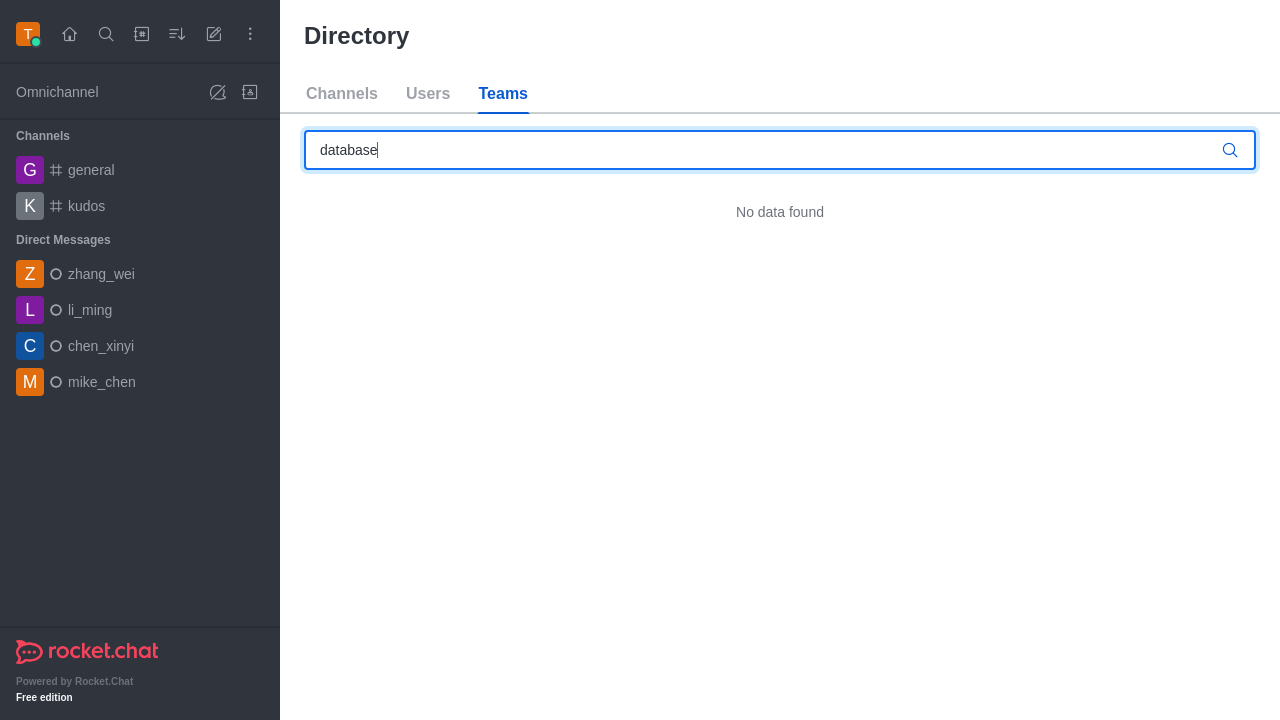 T
Omnichannel
Channels
G general
K kudos
Direct Messages
Z zhang_wei
L li_ming
C chen_xinyi
M mike_chen
rocket.chat
Powered by Rocket.Chat
Free edition
Directory
Channels Users Teams
database
No data found